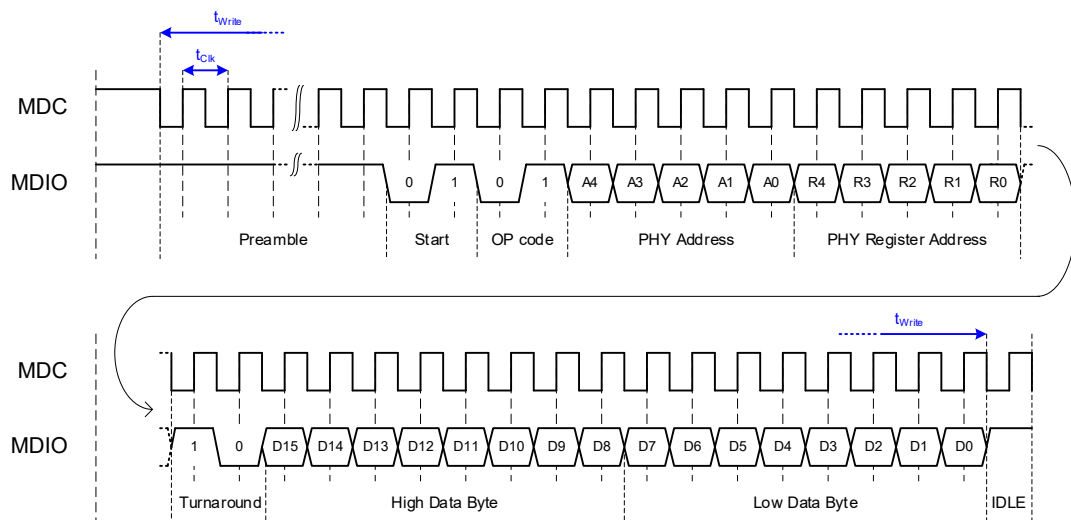 tWrite
tClk
MDC
MDIO
0 1 0 1 A4 A3 A2 A1 A0 R4 R3 R2 R1 R0
Preamble Start OP code PHY Address PHY Register Address
tWrite
MDC
MDIO
1 0 D15 D14 D13 D12 D11 D10 D9 D8 D7 D6 D5 D4 D3 D2 D1 D0
Turnaround High Data Byte Low Data Byte IDLE